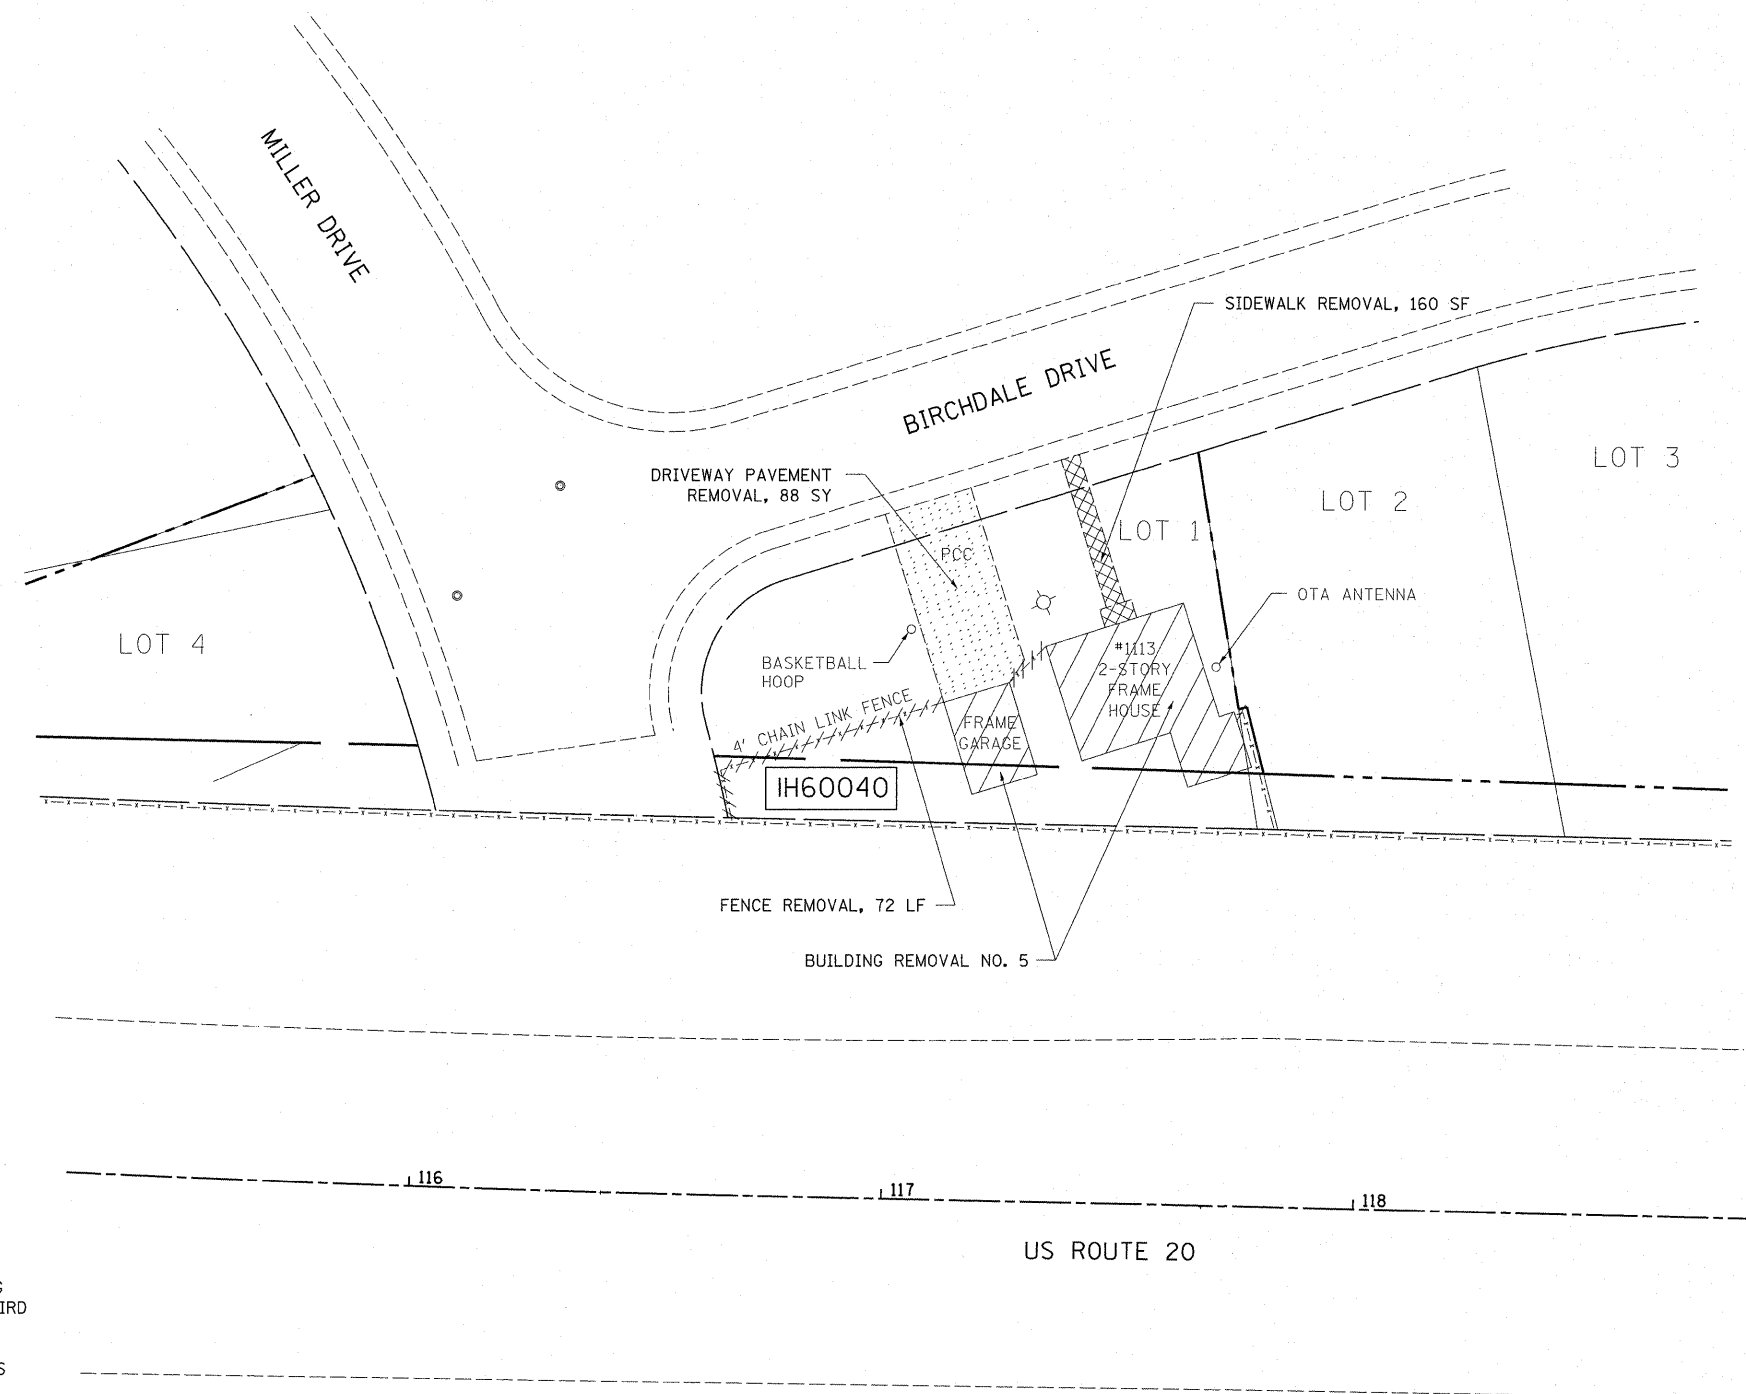 MILLER DRIVE
SIDEWALK REMOVAL, 160 SF
BIRCHDALE DRIVE
DRIVEWAY PAVEMENT
REMOVAL, 88 SY
LOT 3
LOT 2
LOT 1
PCC
OTA ANTENNA
LOT 4
BASKETBALL
HOOP
#1113
2-STORY
FRAME
HOUSE
4' CHAIN LINK FENCE
FRAME
GARAGE
IH60040
FENCE REMOVAL, 72 LF
BUILDING REMOVAL NO. 5
116
117
118
US ROUTE 20
IRD
S